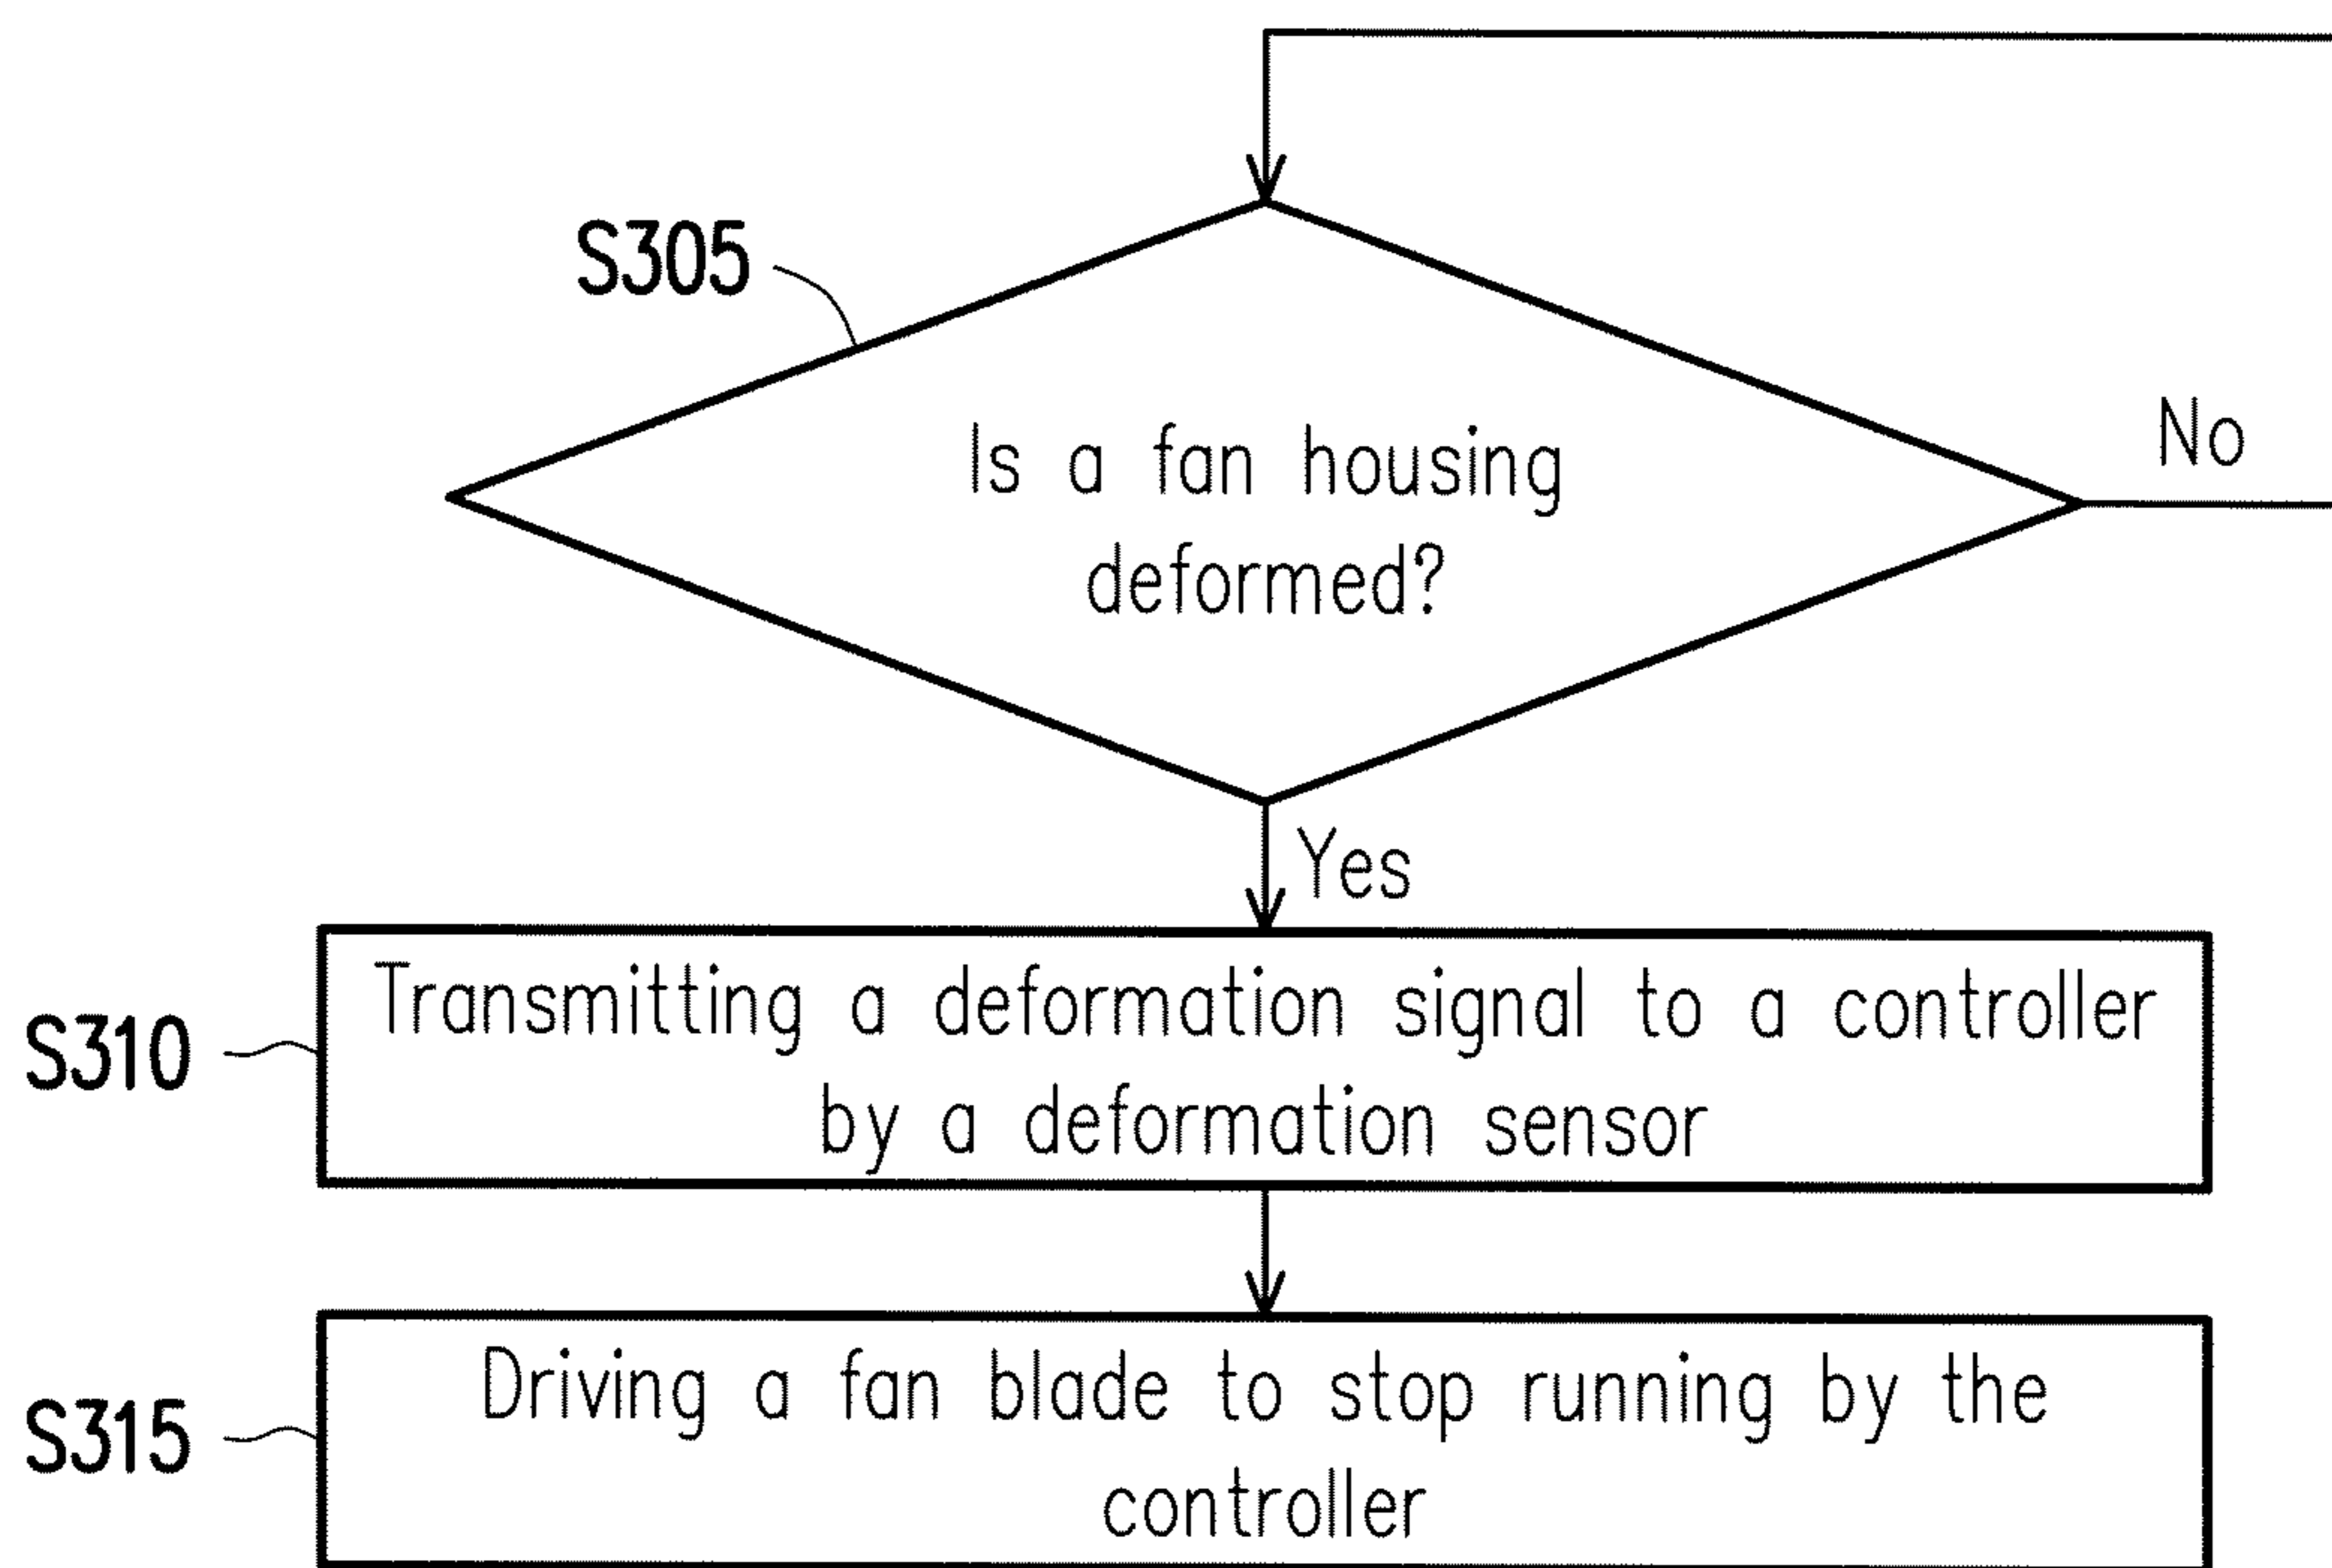 S305
Is a fan housing
deformed?
No
Yes
S310
Transmitting a deformation signal to a controller
by a deformation sensor
S315
Driving a fan blade to stop running by the
controller